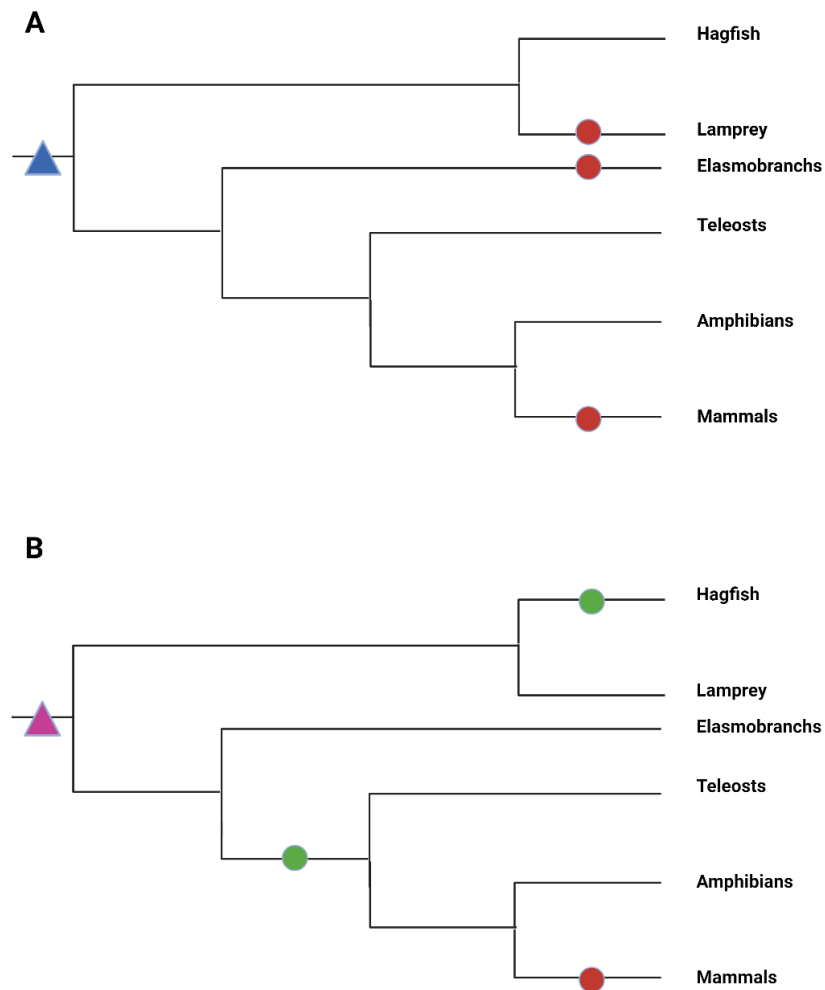 A
Hagfish
Lamprey
Elasmobranchs
Teleosts
Amphibians
Mammals
B
Hagfish
Lamprey
Elasmobranchs
Teleosts
Amphibians
Mammals